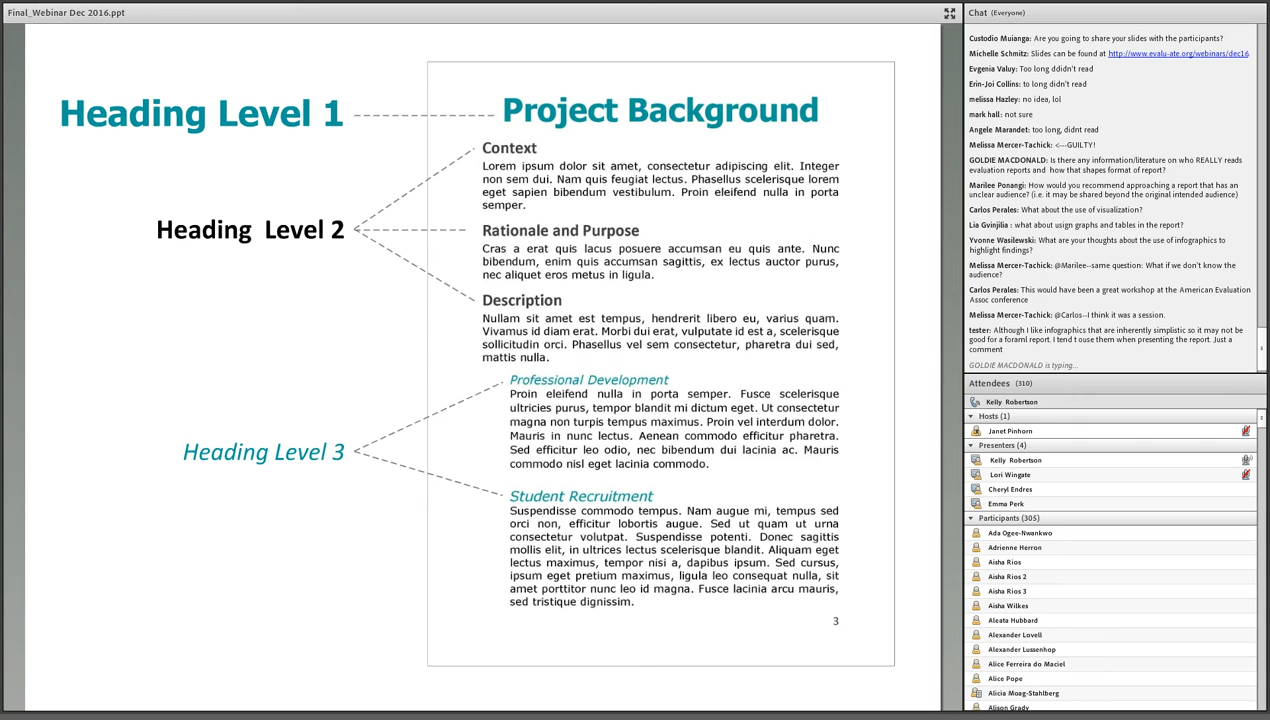 Final_Webinar Dec 2016.ppt
Heading Level 1
Project Background
Context
Lorem ipsum dolor sit amet, consectetur adipiscing elit. Integer
non sem dui. Nam quis feugiat lectus. Phasellus scelerisque lorem
eget sapien bibendum vestibulum. Proin eleifend nulla in porta
semper.
Heading  Level 2
Rationale and Purpose
Cras a erat quis lacus posuere accumsan eu quis ante. Nunc
bibendum, enim quis accumsan sagittis, ex lectus auctor purus,
nec aliquet eros metus in ligula.
Description
Nullam sit amet est tempus, hendrerit libero eu, varius quam.
Vivamus id diam erat. Morbi dui erat, vulputate id est a, scelerisque
sollicitudin orci. Phasellus vel sem consectetur, pharetra dui sed,
mattis nulla.
Heading Level 3
Professional Development
Proin eleifend nulla in porta semper. Fusce scelerisque
ultricies purus, tempor blandit mi dictum eget. Ut consectetur
magna non turpis tempus maximus. Proin vel interdum dolor.
Mauris in nunc lectus. Aenean commodo efficitur pharetra.
Sed efficitur leo odio, nec bibendum dui lacinia ac. Mauris
commodo nisl eget lacinia commodo.
Student Recruitment
Suspendisse commodo tempus. Nam augue mi, tempus sed
orci non, efficitur lobortis augue. Sed ut quam ut urna
consectetur volutpat. Suspendisse potenti. Donec sagittis
mollis elit, in ultrices lectus scelerisque blandit. Aliquam eget
lectus maximus, tempor nisi a, dapibus ipsum. Sed cursus,
ipsum eget pretium maximus, ligula leo consequat nulla, sit
amet porttitor nunc leo id magna. Fusce lacinia arcu mauris,
sed tristique dignissim.
3
Chat (Everyone)
Custodio Muianga: Are you going to share your slides with the participants?
Michelle Schmitz: Slides can be found at http://www.evalu-ate.org/webinars/dec16.
Evgenia Valuy: Too long ddidn't read
Erin-Joi Collins: to long didn't read
melissa Hazley: no idea, lol
mark hall: not sure
Angele Marandet: too long, didnt read
Melissa Mercer-Tachick: <---GUILTY!
GOLDIE MACDONALD: Is there any information/literature on who REALLY reads
evaluation reports and  how that shapes format of report?
Marilee Ponangi: How would you recommend approaching a report that has an
unclear audience? (i.e. it may be shared beyond the original intended audience)
Carlos Perales: What about the use of visualization?
Lia Gvinjilia : what about usign graphs and tables in the report?
Yvonne Wasilewski: What are your thoughts about the use of infographics to
highlight findings?
Melissa Mercer-Tachick: @Marilee--same question: What if we don't know the
audience?
Carlos Perales: This would have been a great workshop at the American Evaluation
Assoc conference
Melissa Mercer-Tachick: @Carlos--I think it was a session.
tester: Although I like infographics that are inherently simplistic so it may not be
good for a foraml report. I tend t ouse them when presenting the report. Just a
comment
GOLDIE MACDONALD is typing...
Attendees (310)
Kelly Robertson
Hosts (1)
Janet Pinhorn
Presenters (4)
Kelly Robertson
Lori Wingate
Cheryl Endres
Emma Perk
Participants (305)
Ada Ogee-Nwankwo
Adrienne Herron
Aisha Rios
Aisha Rios 2
Aisha Rios 3
Aisha Wilkes
Aleata Hubbard
Alexander Lovell
Alexander Lussenhop
Alice Ferreira do Maciel
Alice Pope
Alicia Moag-Stahlberg
Alison Grady